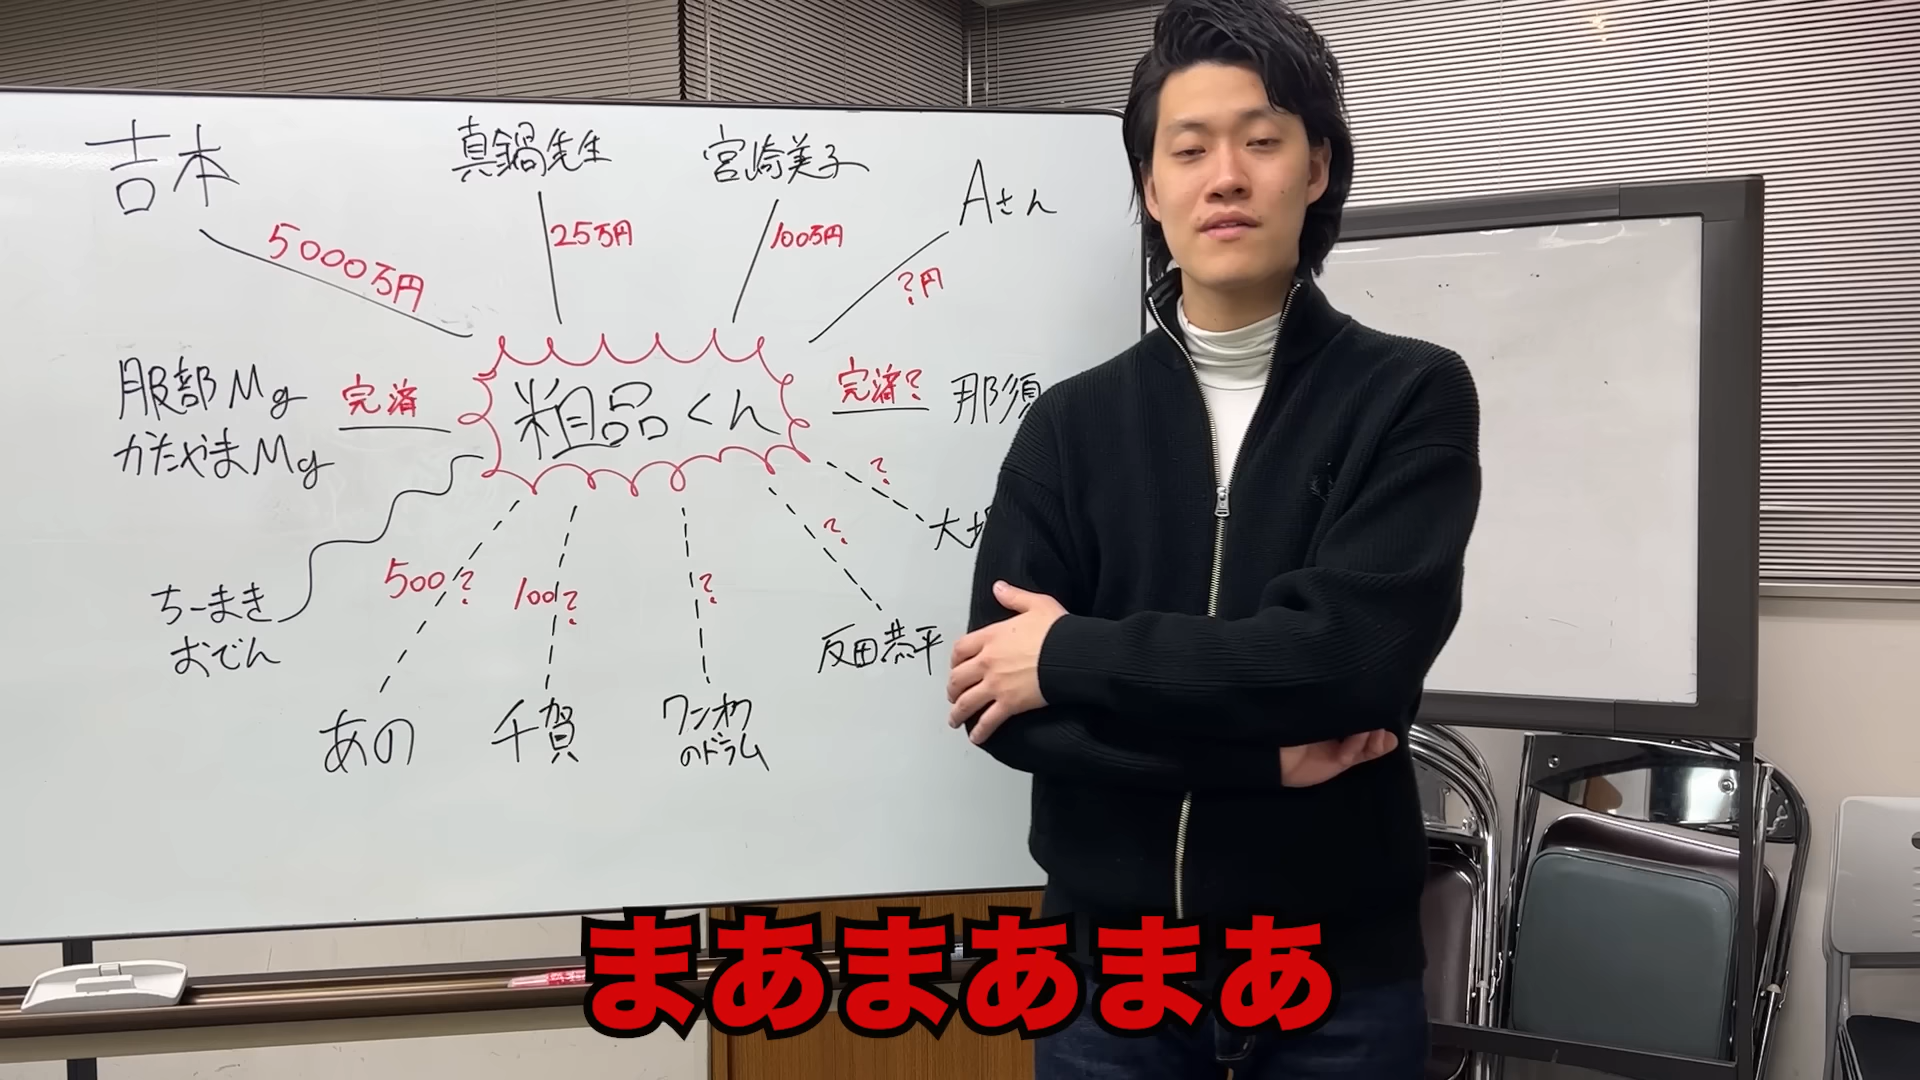 吉本
真鍋先生
宮崎美子
Aさん
5000万円
25万円
100万円
?円
服部Mg
かたやまMg
完済
粗品くん
完済?
那須
?
大
ちーまき
おでん
500?
100?
?
?
反田恭平
あの
千賀
ワンオク
のドラム
まあまあまあ